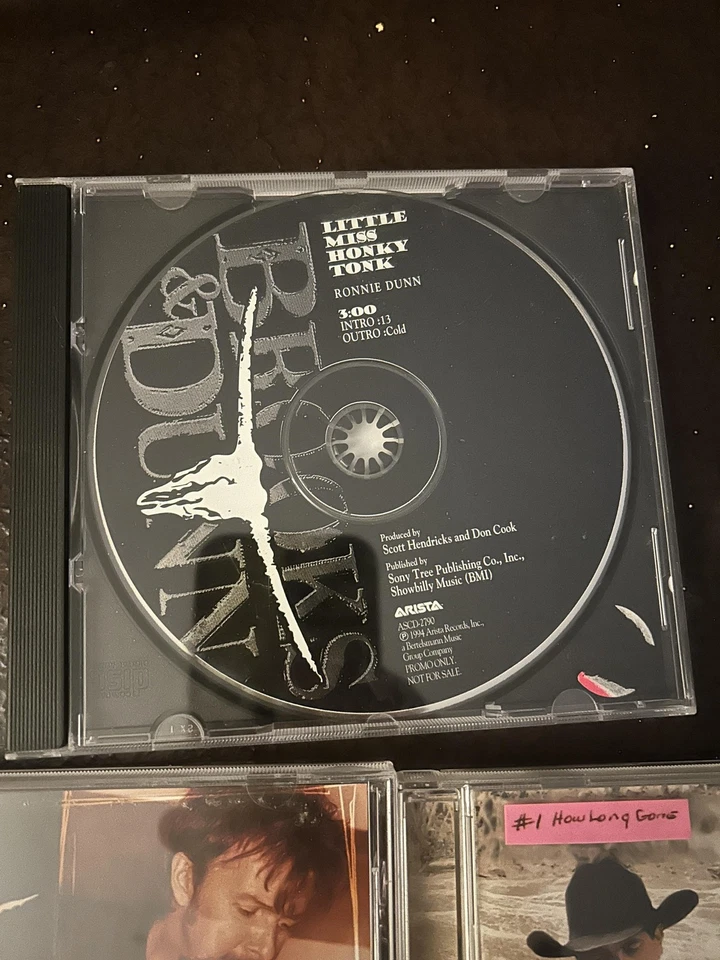 BROOKS
& DUNN
LITTLE
MISS
HONKY
TONK
RONNIE DUNN
3:00
INTRO :13
OUTRO :Cold
Produced by
Scott Hendricks and Don Cook
Published by
Sony Tree Publishing Co., Inc.,
Showbilly Music (BMI)
ARISTA
ASCD-2790
Ⓟ 1994 Arista Records, Inc.,
a Bertelsmann Music
Group Company
PROMO ONLY.
NOT FOR SALE.
#1 How Long Gone